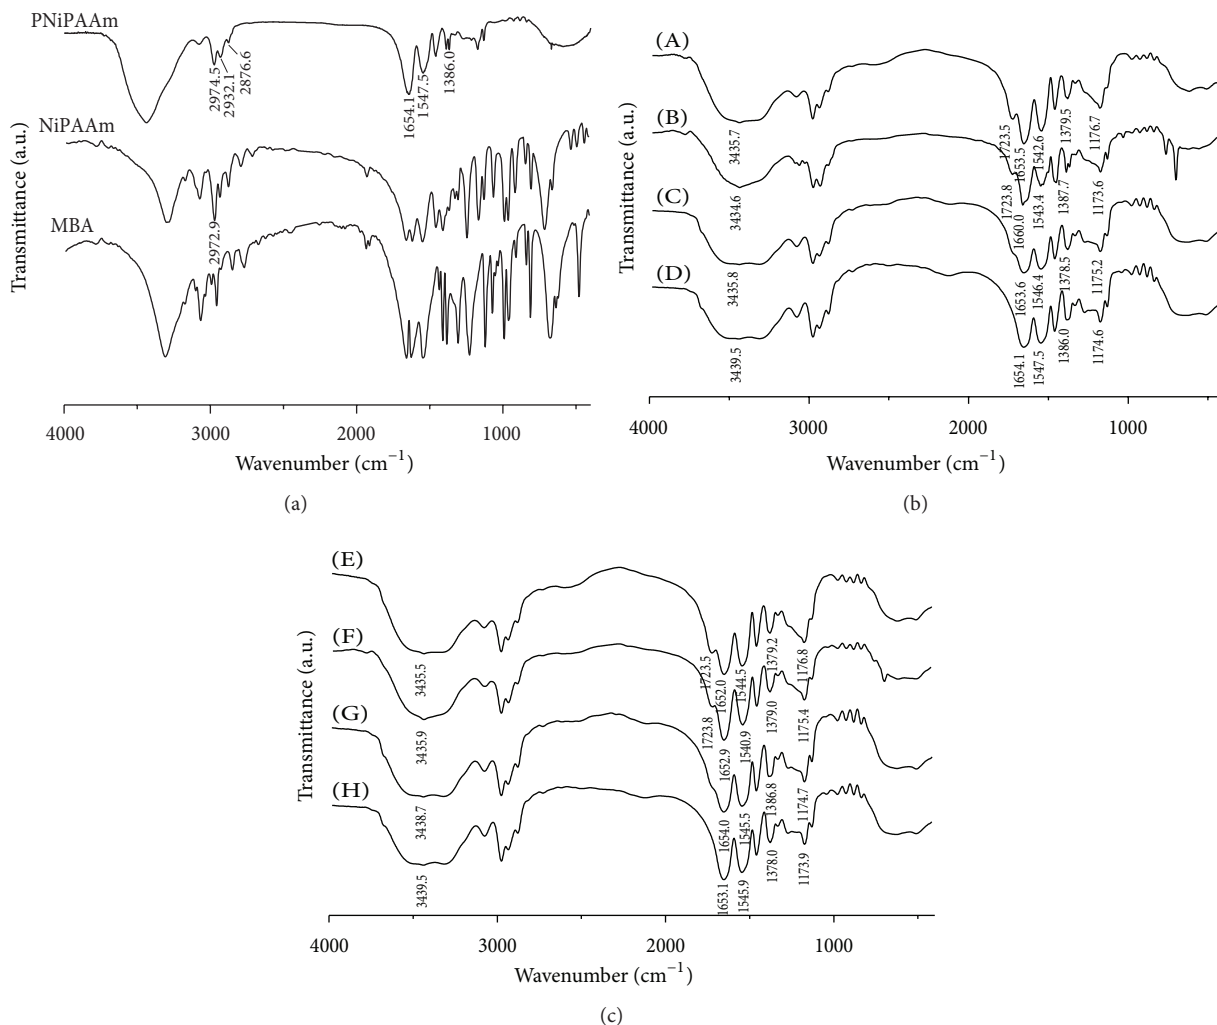 PNiPAAm
2974.5
2932.1
2876.6
1654.1
1547.5
1386.0
NiPAAm
2972.9
MBA
Transmittance (a.u.)
4000 3000 2000 1000
Wavenumber (cm−1)
(a)
(A)
3435.7
1723.5
1653.5
1542.6
1379.5
1176.7
(B)
3434.6
1723.8
1660.0
1543.4
1387.7
1173.6
(C)
3435.8
1653.6
1546.4
1378.5
1175.2
(D)
3439.5
1654.1
1547.5
1386.0
1174.6
Transmittance (a.u.)
4000 3000 2000 1000
Wavenumber (cm−1)
(b)
(E)
3435.5
1723.5
1652.0
1544.5
1379.2
1176.8
(F)
3435.9
1723.8
1652.9
1540.9
1379.0
1175.4
(G)
3438.7
1654.0
1545.5
1386.8
1174.7
(H)
3439.5
1653.1
1545.9
1378.0
1173.9
Transmittance (a.u.)
4000 3000 2000 1000
Wavenumber (cm−1)
(c)